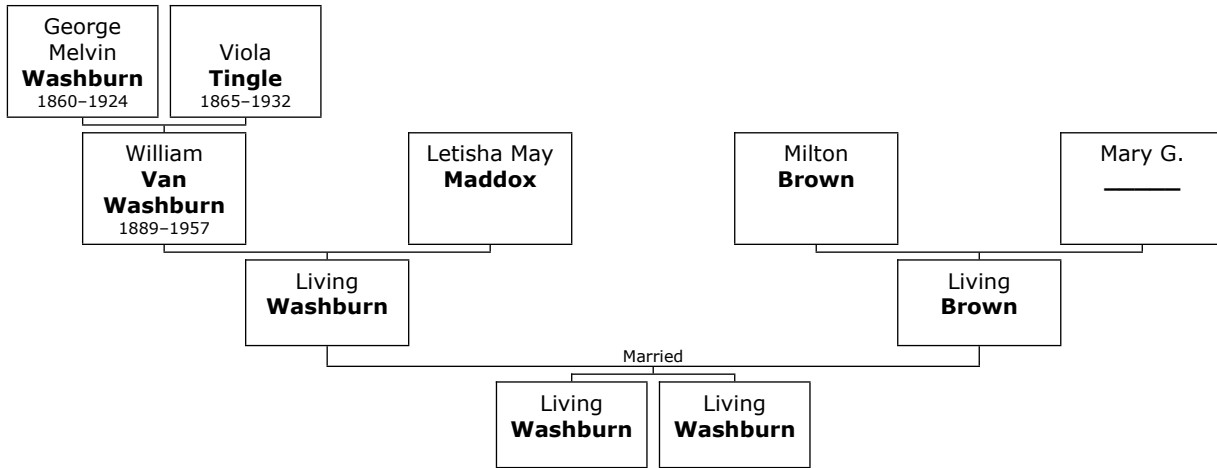 George
Melvin
Washburn
1860–1924
Viola
Tingle
1865–1932
William
Van
Washburn
1889–1957
Letisha May
Maddox
Milton
Brown
Mary G.
______
Living
Washburn
Living
Brown
Married
Living
Washburn
Living
Washburn